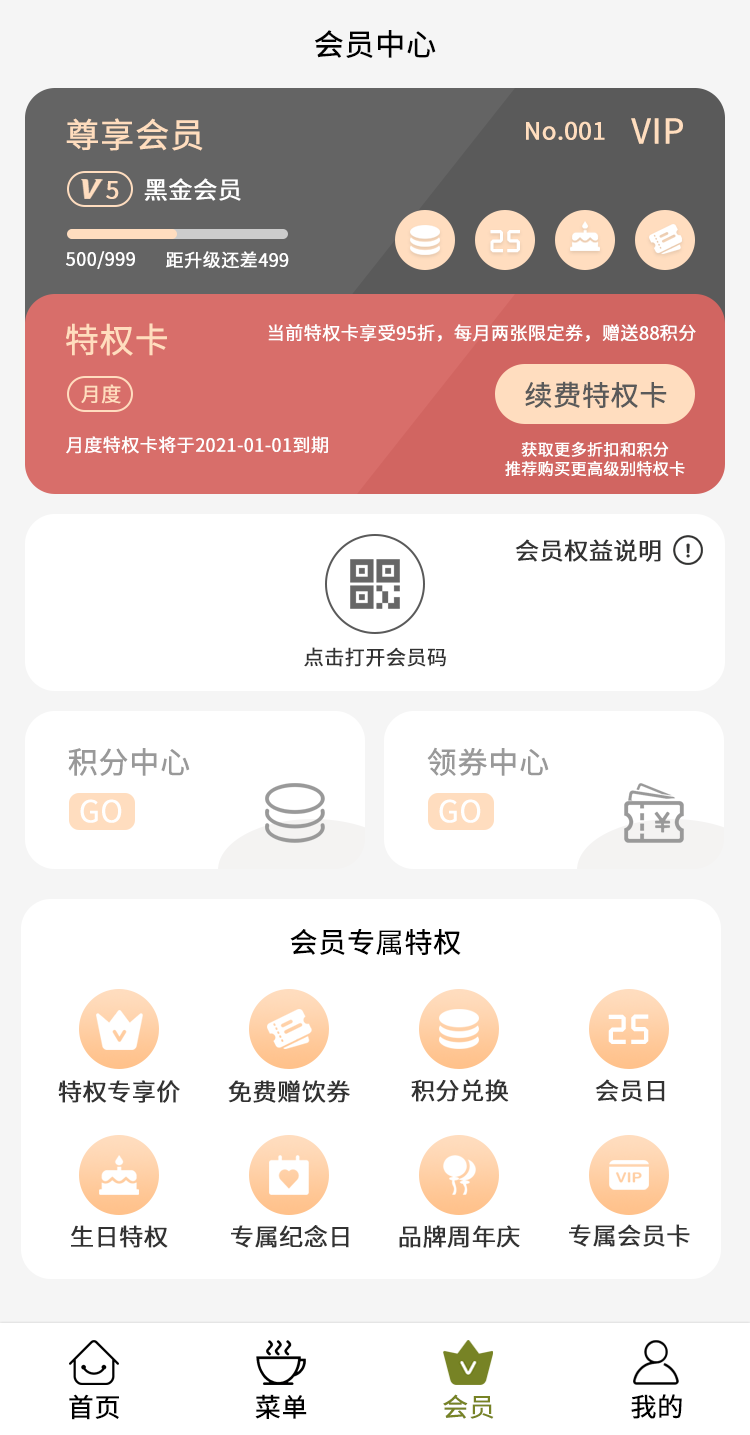 会员中心
尊享会员
No.001 VIP
V5 黑金会员
500/999 距升级还差499
25
特权卡
当前特权卡享受95折，每月两张限定券，赠送88积分
月度
续费特权卡
月度特权卡将于2021-01-01到期
获取更多折扣和积分
推荐购买更高级别特权卡
会员权益说明
点击打开会员码
积分中心 领券中心
GO GO
¥
会员专属特权
25
特权专享价 免费赠饮券 积分兑换 会员日
VIP
生日特权 专属纪念日 品牌周年庆 专属会员卡
首页 菜单 会员 我的